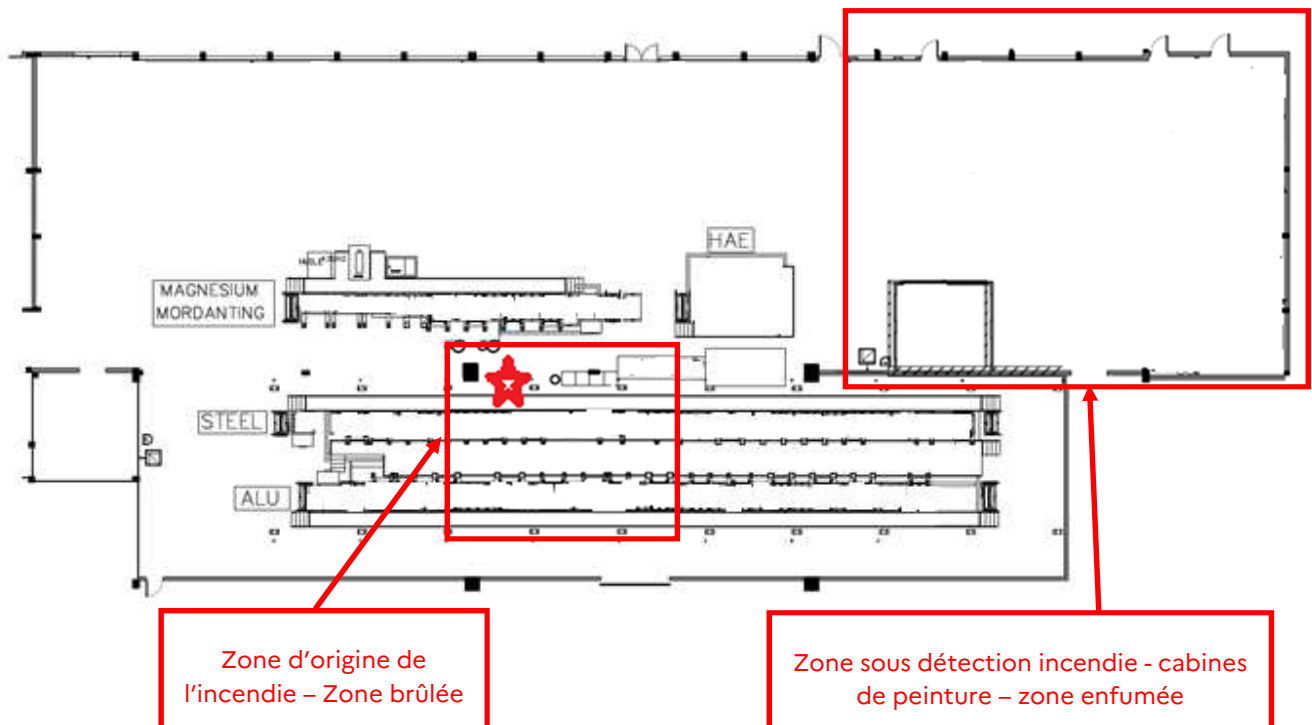 HAE
MAGNESIUM
MORDANTING
STEEL
ALU
Zone d'origine de
l'incendie – Zone brûlée
Zone sous détection incendie - cabines
de peinture – zone enfumée